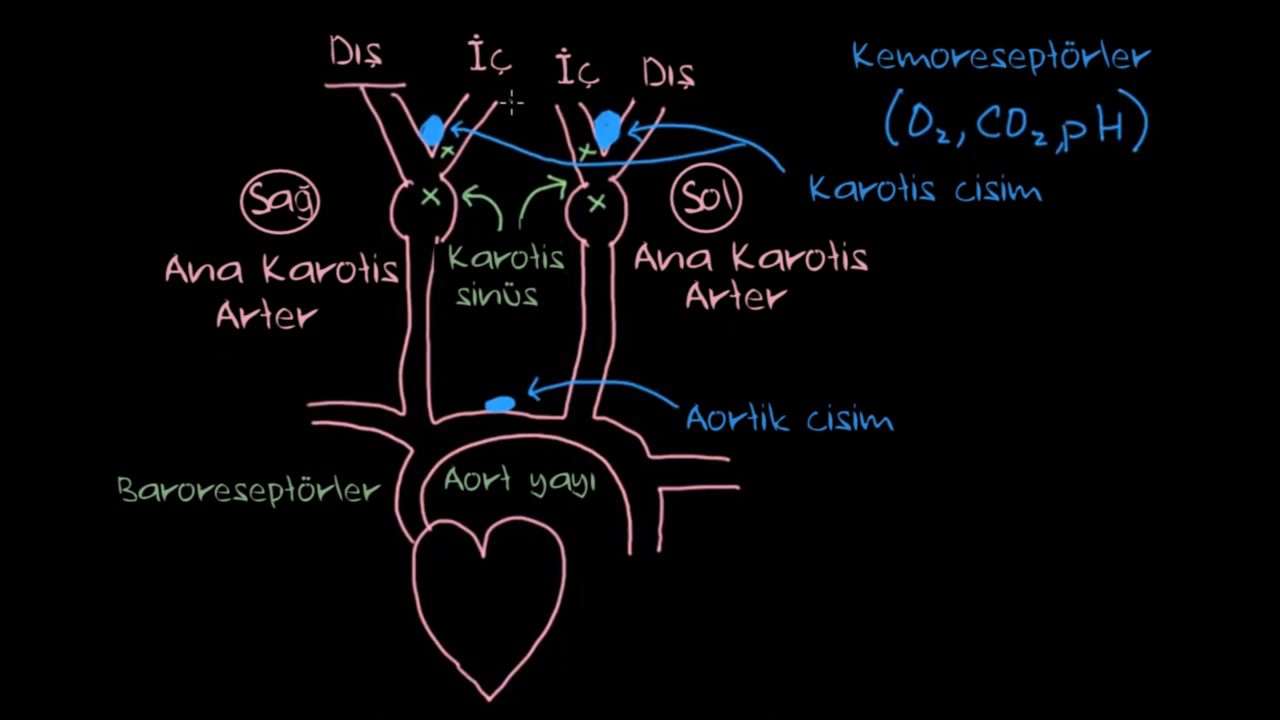 Dış
İç
İç
Dış
Kemoreseptörler
(O₂, CO₂, pH)
Karotis cisim
Sağ
Sol
Ana Karotis
Arter
Karotis
sinüs
Ana Karotis
Arter
Aortik cisim
Baroreseptörler
Aort yayı